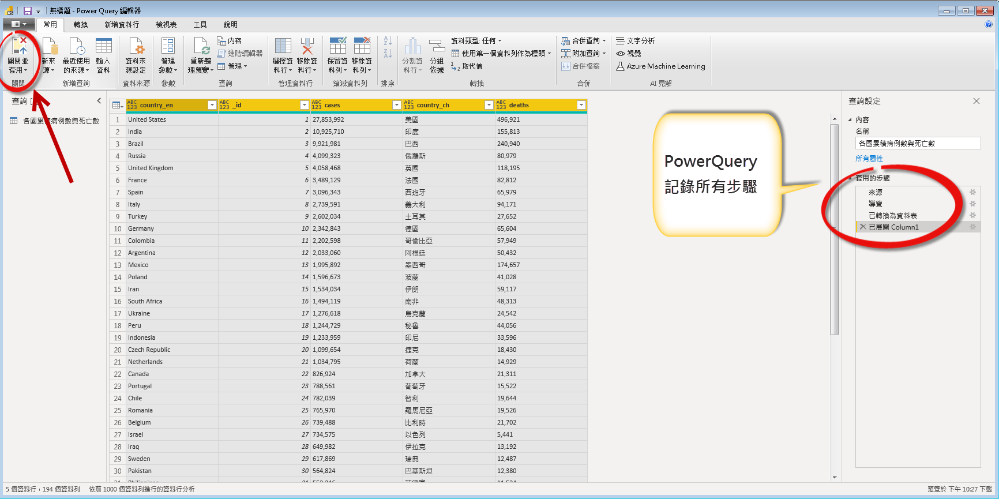 無標題 - Power Query 編輯器
常用 轉換 新增資料行 檢視表 工具 說明
關閉並套用
關閉
新來源
最近使用的來源
輸入資料
新增查詢
資料來源設定
資料來源
管理參數
參數
重新整理預覽
內容
進階編輯器
管理
查詢
選擇資料行
移除資料行
管理資料行
保留資料列
移除資料列
縮減資料列
排序
分割資料行
分組依據
資料類型: 任何
使用第一個資料列作為標頭
取代值
轉換
合併查詢
附加查詢
合併檔案
合併
文字分析
視覺
Azure Machine Learning
AI 見解
查詢
各國累積病例數與死亡數
ABC 123 country_en ABC 123 _id ABC 123 cases ABC 123 country_ch ABC 123 deaths
1 United States 1 27,853,992 美國 496,921
2 India 2 10,925,710 印度 155,813
3 Brazil 3 9,921,981 巴西 240,940
4 Russia 4 4,099,323 俄羅斯 80,979
5 United Kingdom 5 4,058,468 英國 118,195
6 France 6 3,489,129 法國 82,812
7 Spain 7 3,096,343 西班牙 65,979
8 Italy 8 2,739,591 義大利 94,171
9 Turkey 9 2,602,034 土耳其 27,652
10 Germany 10 2,342,843 德國 65,604
11 Colombia 11 2,202,598 哥倫比亞 57,949
12 Argentina 12 2,033,060 阿根廷 50,432
13 Mexico 13 1,995,892 墨西哥 174,657
14 Poland 14 1,596,673 波蘭 41,028
15 Iran 15 1,534,034 伊朗 59,117
16 South Africa 16 1,494,119 南非 48,313
17 Ukraine 17 1,276,618 烏克蘭 24,542
18 Peru 18 1,244,729 秘魯 44,056
19 Indonesia 19 1,233,959 印尼 33,596
20 Czech Republic 20 1,099,654 捷克 18,430
21 Netherlands 21 1,034,795 荷蘭 14,929
22 Canada 22 826,924 加拿大 21,311
23 Portugal 23 788,561 葡萄牙 15,522
24 Chile 24 782,039 智利 19,644
25 Romania 25 765,970 羅馬尼亞 19,526
26 Belgium 26 739,488 比利時 21,702
27 Israel 27 734,575 以色列 5,441
28 Iraq 28 649,982 伊拉克 13,192
29 Sweden 29 617,869 瑞典 12,487
30 Pakistan 30 564,824 巴基斯坦 12,380
PowerQuery
記錄所有步驟
查詢設定
內容
名稱
各國累積病例數與死亡數
所有屬性
套用的步驟
來源
導覽
已轉換為資料表
已展開 Column1
5 個資料行，194 個資料列 依前 1000 個資料列進行的資料行分析
預覽於 下午 10:27 下載